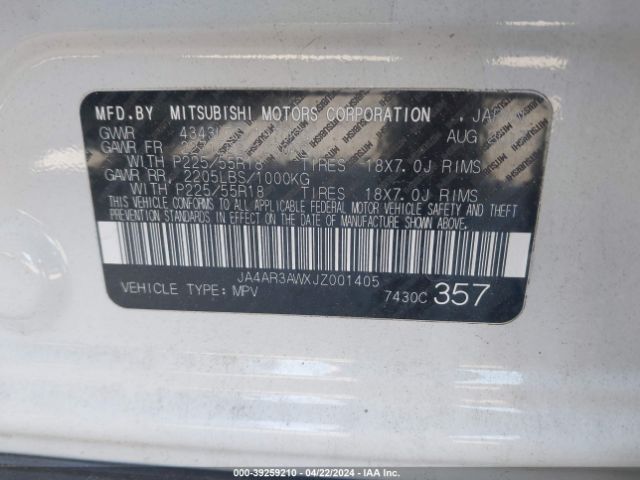 MFD.BY MITSUBISHI MOTORS CORPORATION
GVWR 4343 AUG
GAWR FR
WITH P225/55R18 TIRES 18X7.0J RIMS
GAWR RR 2205LBS/1000KG
WITH P225/55R18 TIRES 18X7.0J RIMS
THIS VEHICLE CONFORMS TO ALL APPLICABLE FEDERAL MOTOR VEHICLE SAFETY AND THEFT
PREVENTION STANDARDS IN EFFECT ON THE DATE OF MANUFACTURE SHOWN ABOVE.
JA4AR3AWXJZ001405
VEHICLE TYPE: MPV 7430C 357
000-39259210 - 04/22/2024 - IAA Inc.